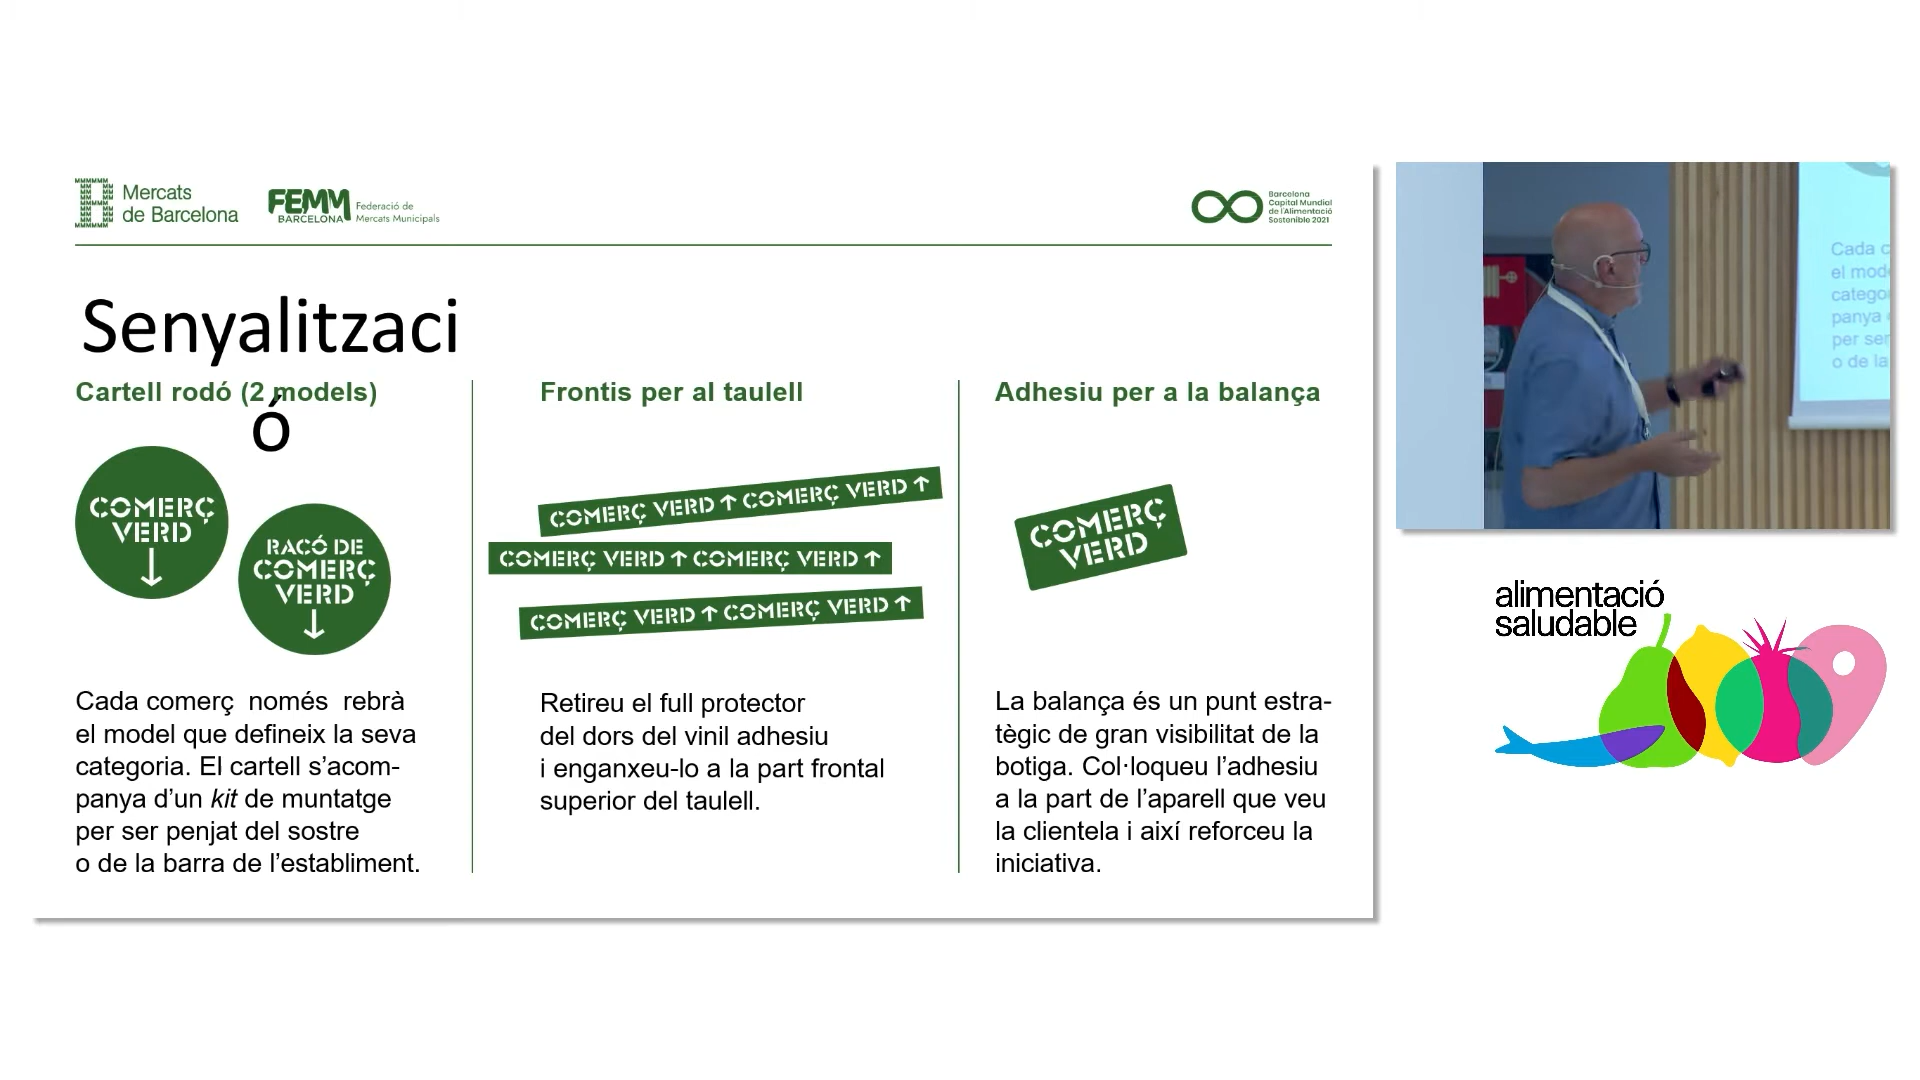 Mercats
de Barcelona
FEMM
BARCELONA
Federació de
Mercats Municipals
Barcelona
Capital Mundial
de l'Alimentació
Sostenible 2021
Senyalitzaci
ó
Cartell rodó (2 models)
COMERÇ
VERD
↓
RACÓ DE
COMERÇ
VERD
↓
Cada comerç només rebrà
el model que defineix la seva
categoria. El cartell s’acom-
panya d’un kit de muntatge
per ser penjat del sostre
o de la barra de l’establiment.
Frontis per al taulell
COMERÇ VERD ↑ COMERÇ VERD ↑
COMERÇ VERD ↑ COMERÇ VERD ↑
COMERÇ VERD ↑ COMERÇ VERD ↑
Retireu el full protector
del dors del vinil adhesiu
i enganxeu-lo a la part frontal
superior del taulell.
Adhesiu per a la balança
COMERÇ
VERD
La balança és un punt estra-
tègic de gran visibilitat de la
botiga. Col·loqueu l’adhesiu
a la part de l’aparell que veu
la clientela i així reforceu la
iniciativa.
Cada c
el mod
catego
panya
per ser
o de la
alimentació
saludable